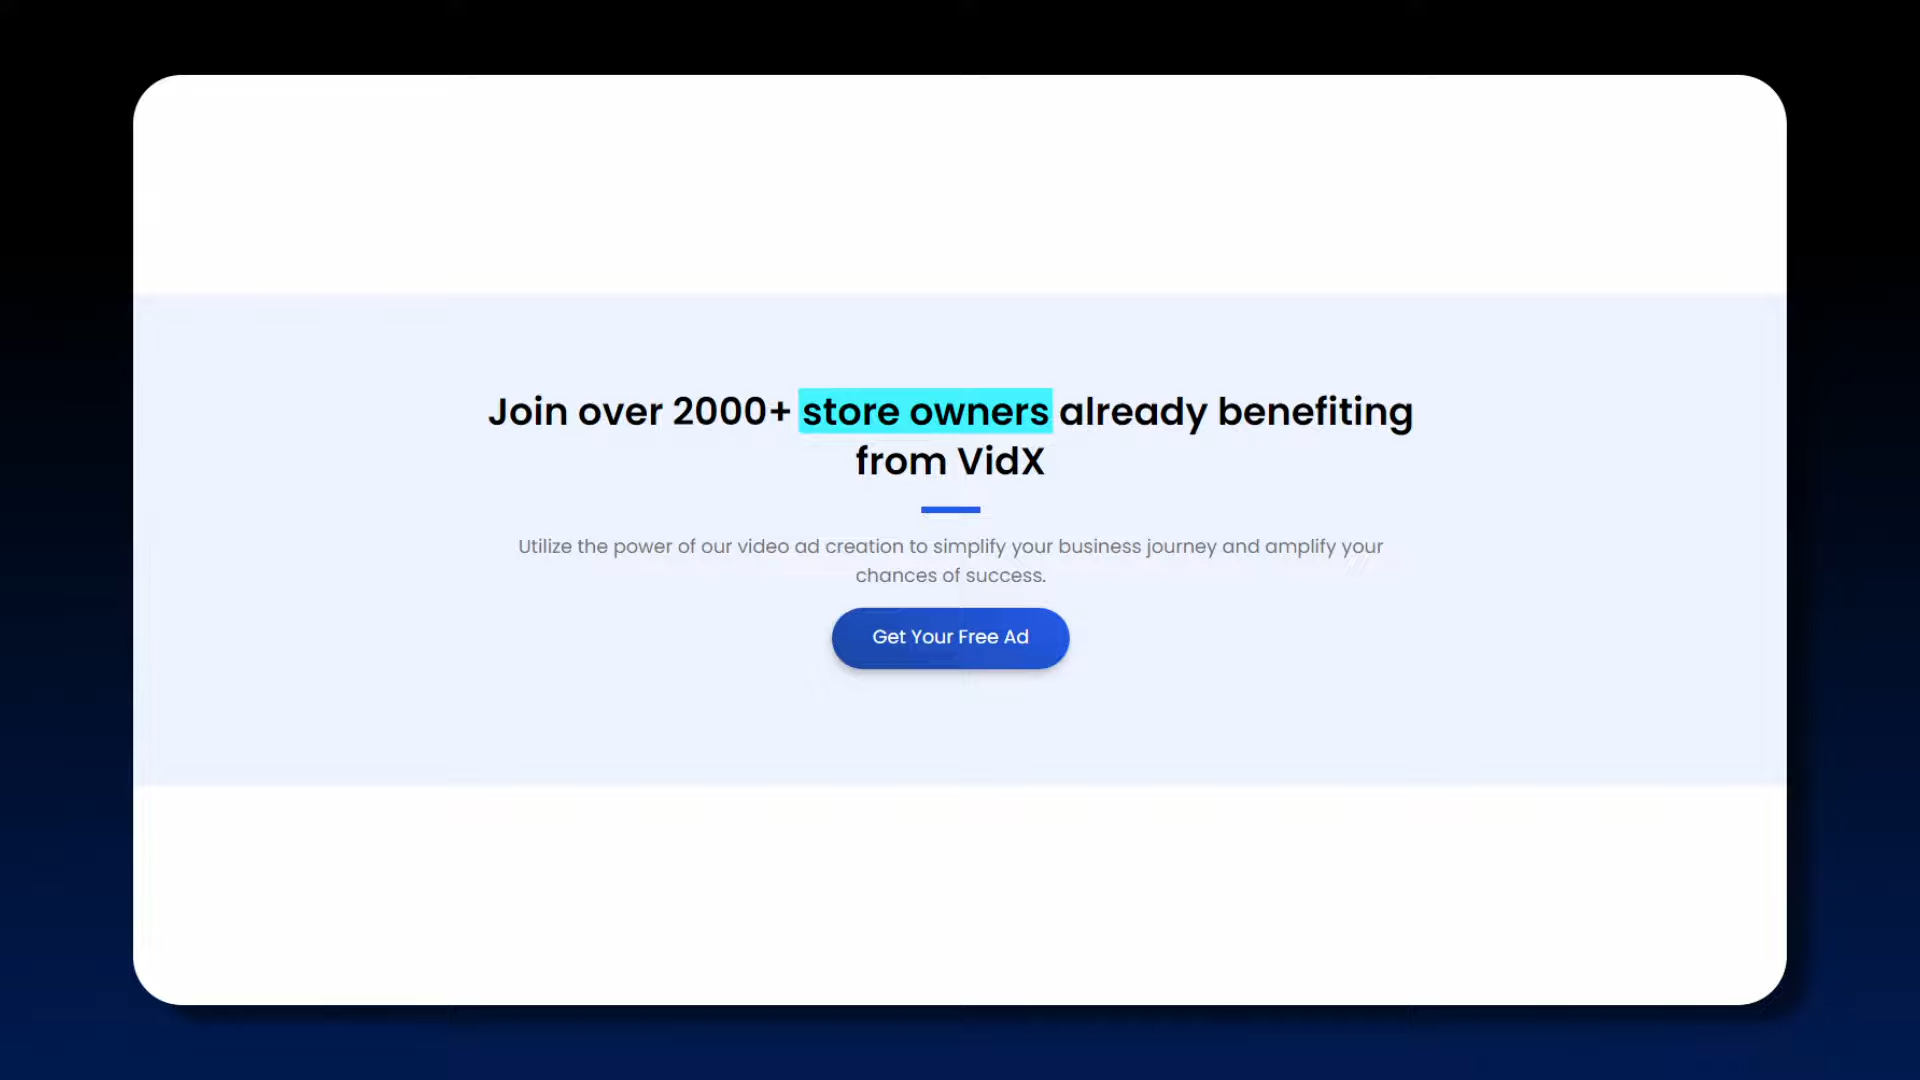 Join over 2000+ store owners already benefiting
from VidX
Utilize the power of our video ad creation to simplify your business journey and amplify your
chances of success.
Get Your Free Ad